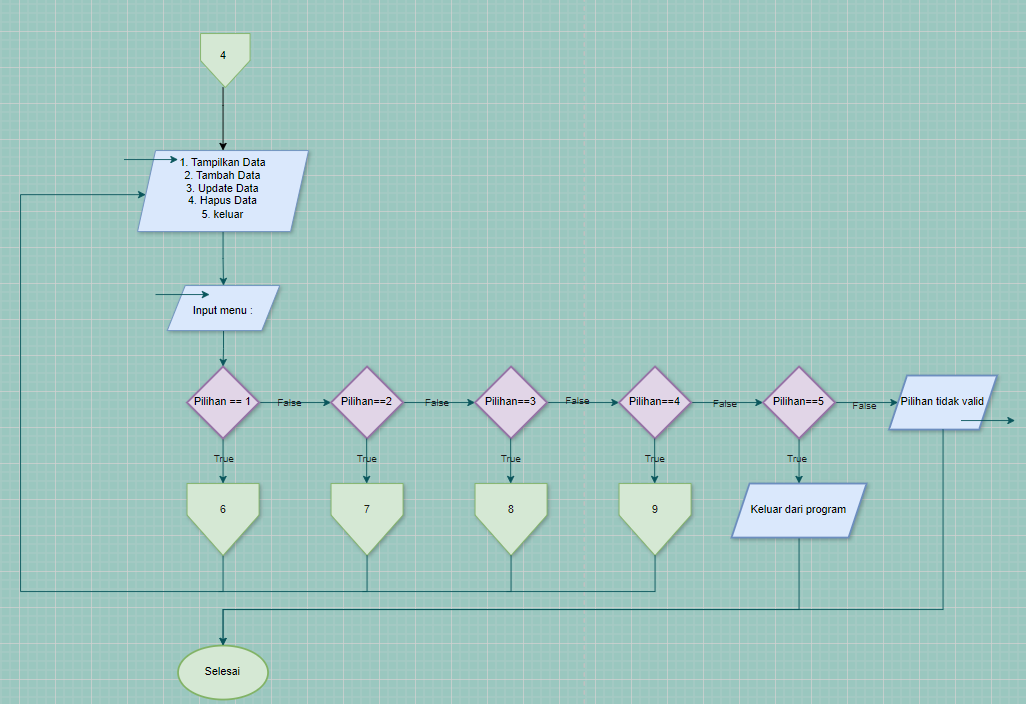 4
1. Tampilkan Data
2. Tambah Data
3. Update Data
4. Hapus Data
5. keluar
Input menu :
Pilihan == 1
False
Pilihan==2
False
Pilihan==3
False
Pilihan==4
False
Pilihan==5
False
Pilihan tidak valid
True
True
True
True
True
6
7
8
9
Keluar dari program
Selesai